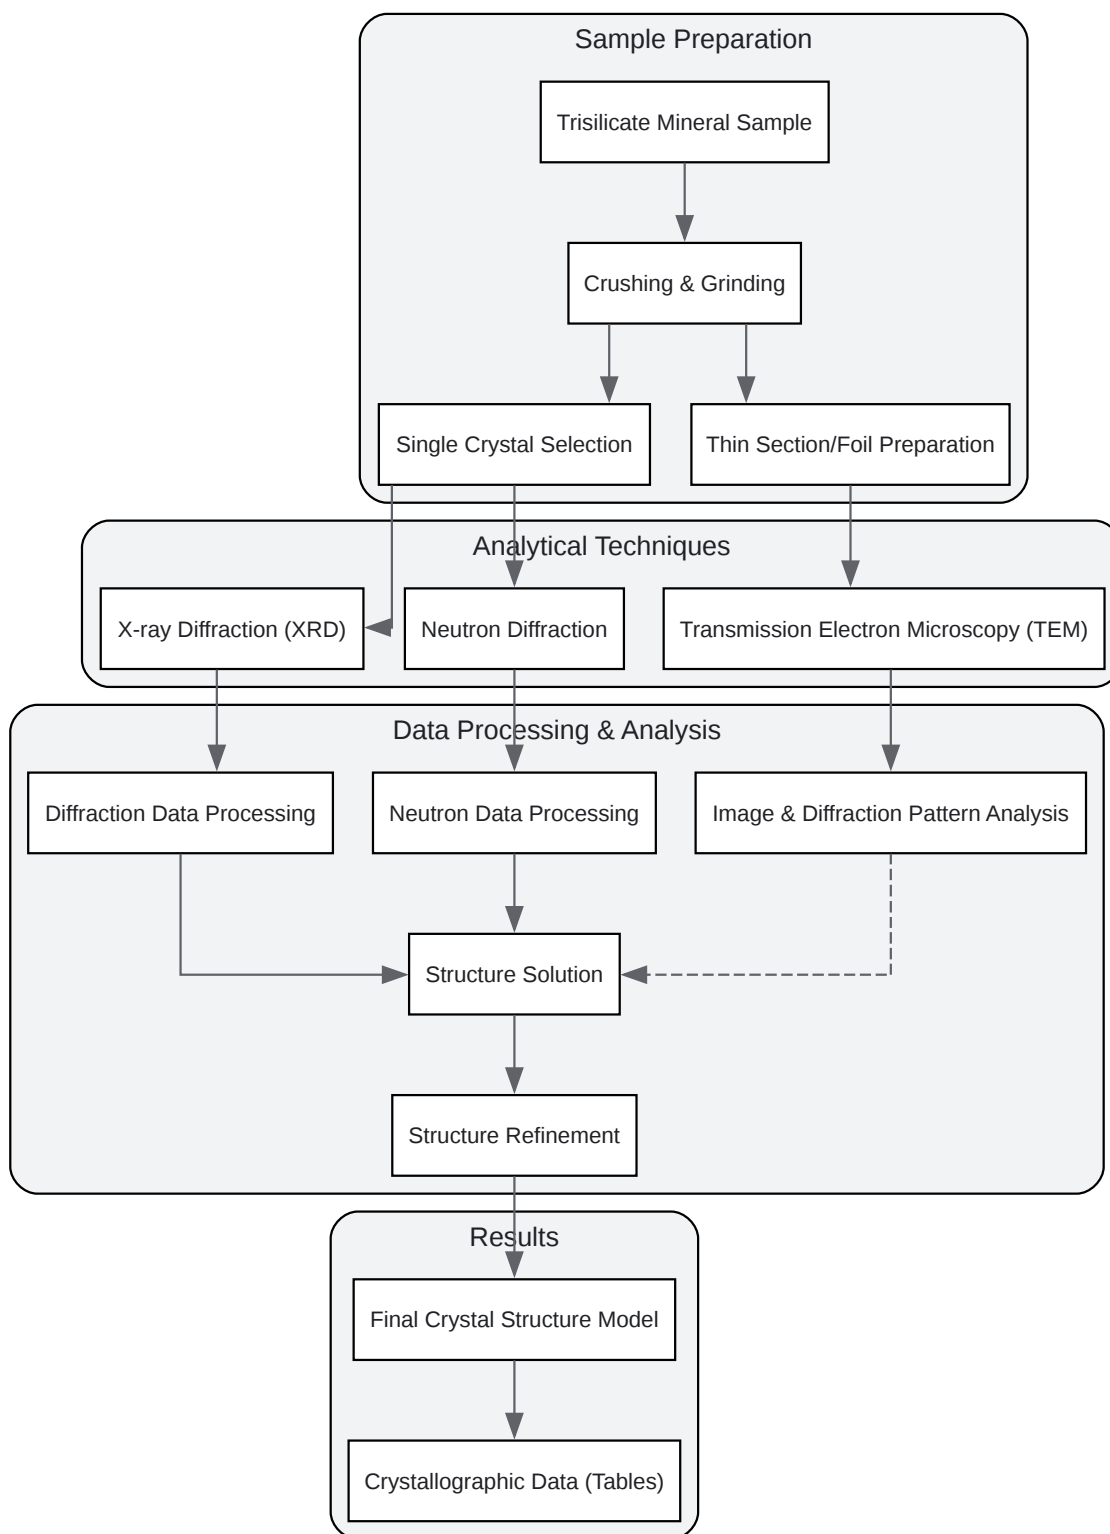 Sample Preparation
Trisilicate Mineral Sample
Crushing & Grinding
Single Crystal Selection
Thin Section/Foil Preparation
Analytical Techniques
X-ray Diffraction (XRD)
Neutron Diffraction
Transmission Electron Microscopy (TEM)
Data Processing & Analysis
Diffraction Data Processing
Neutron Data Processing
Image & Diffraction Pattern Analysis
Structure Solution
Structure Refinement
Results
Final Crystal Structure Model
Crystallographic Data (Tables)